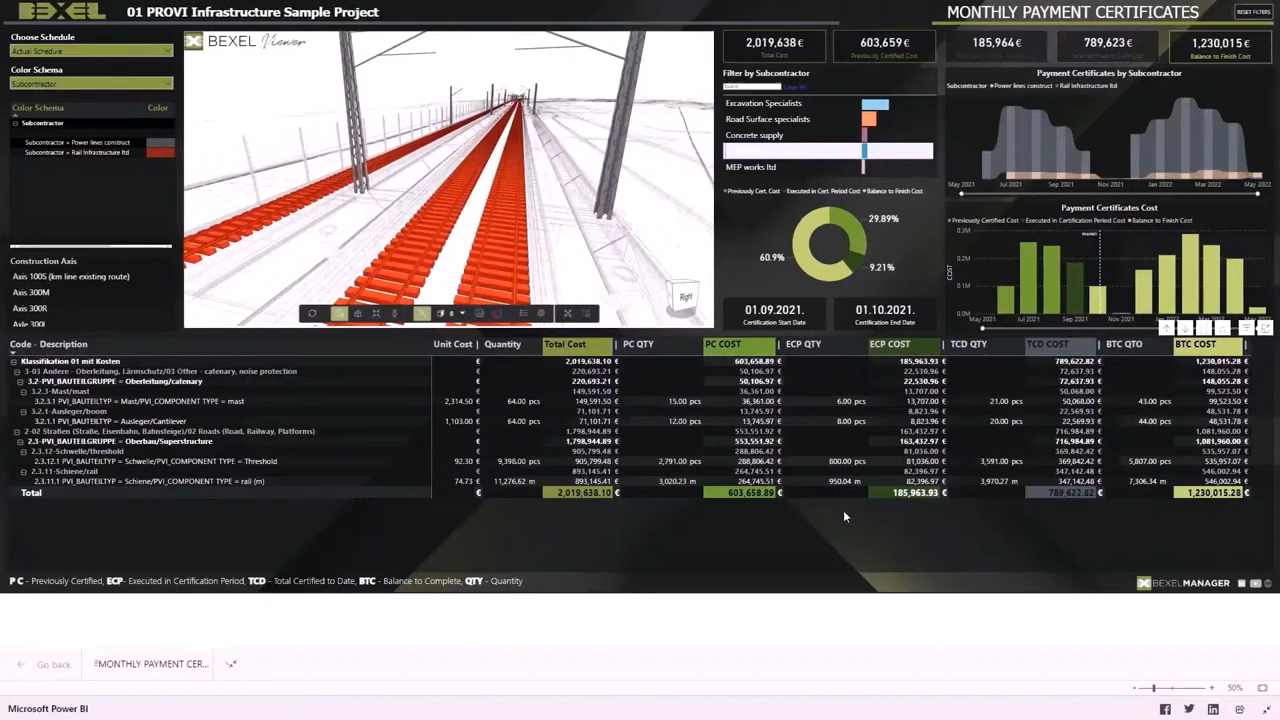 BEXEL
01 PROVI Infrastructure Sample Project
MONTHLY PAYMENT CERTIFICATES
RESET FILTERS
Choose Schedule
Actual Schedule
Color Schema
Subcontractor
Color Schema Color
Subcontractor
Subcontractor = Power lines construct
Subcontractor = Rail Infrastructure ltd
Construction Axis
Axis 100S (km line existing route)
Axis 300M
Axis 300R
BEXEL Viewer
Right
2,019,638€
Total Cost
603,659€
Previously Certified Cost
185,964€
789,623€
1,230,015€
Balance to Finish Cost
Filter by Subcontractor
Excavation Specialists
Road Surface specialists
Concrete supply
MEP works ltd
Previously Cert. Cost Executed in Cert. Period Cost Balance to Finish Cost
29.89%
60.9%
9.21%
01.09.2021.
Certification Start Date
01.10.2021.
Certification End Date
Payment Certificates by Subcontractor
Subcontractor Power lines construct Rail Infrastructure ltd
May 2021 Jul 2021 Sep 2021 Nov 2021 Jan 2022 Mar 2022 May 2022
Payment Certificates Cost
Previously Certified Cost Executed in Certification Period Cost Balance to Finish Cost
0.3M
0.2M
0.1M
0.0M
COST
May 2021 Jul 2021 Sep 2021 Nov 2021 Jan 2022 Mar 2022 May 2022
Code - Description Unit Cost Quantity Total Cost PC QTY PC COST ECP QTY ECP COST TCD QTY TCD COST BTC QTO BTC COST
Klassifikation 01 mit Kosten € 2,019,638.10 € 603,658.89 € 185,963.93 € 789,622.82 € 1,230,015.28 €
3-03 Andere - Oberleitung, Lärmschutz/03 Other - catenary, noise protection € 220,693.21 € 50,106.97 € 22,530.96 € 72,637.93 € 148,055.28 €
3.2-PVI_BAUTEILGRUPPE = Oberleitung/catenary € 220,693.21 € 50,106.97 € 22,530.96 € 72,637.93 € 148,055.28 €
3.2.3-Mast/mast € 149,591.50 € 36,361.00 € 13,707.00 € 50,068.00 € 99,523.50 €
3.2.3.1 PVI_BAUTEILTYP = Mast/PVI_COMPONENT TYPE = mast 2,314.50 € 64.00 pcs 149,591.50 € 15.00 pcs 36,361.00 € 6.00 pcs 13,707.00 € 21.00 pcs 50,068.00 € 43.00 pcs 99,523.50 €
3.2.1-Ausleger/boom € 71,101.71 € 13,745.97 € 8,823.96 € 22,569.93 € 48,531.78 €
3.2.1.1 PVI_BAUTEILTYP = Ausleger/Cantilever 1,103.00 € 64.00 pcs 71,101.71 € 12.00 pcs 13,745.97 € 8.00 pcs 8,823.96 € 20.00 pcs 22,569.93 € 44.00 pcs 48,531.78 €
2-02 Straßen (Straße, Eisenbahn, Bahnsteige)/02 Roads (Road, Railway, Platforms) € 1,798,944.89 € 553,551.92 € 163,432.97 € 716,984.89 € 1,081,960.00 €
2.3-PVI_BAUTEILGRUPPE = Oberbau/Superstructure € 1,798,944.89 € 553,551.92 € 163,432.97 € 716,984.89 € 1,081,960.00 €
2.3.12-Schwelle/threshold € 905,799.48 € 288,806.42 € 81,036.00 € 369,842.42 € 535,957.07 €
2.3.12.1 PVI_BAUTEILTYP = Schwelle/PVI_COMPONENT TYPE = Threshold 92.30 € 9,398.00 pcs 905,799.48 € 2,791.00 pcs 288,806.42 € 800.00 pcs 81,036.00 € 3,591.00 pcs 369,842.42 € 5,807.00 pcs 535,957.07 €
2.3.11-Schiene/rail € 893,145.41 € 264,745.51 € 82,396.97 € 347,142.48 € 546,002.94 €
2.3.11.1 PVI_BAUTEILTYP = Schiene/PVI_COMPONENT TYPE = rail (m) 74.73 € 11,276.62 m 893,145.41 € 3,020.23 m 264,745.51 € 950.04 m 82,396.97 € 3,970.27 m 347,142.48 € 7,306.34 m 546,002.94 €
Total € 2,019,638.10 € 603,658.89 € 185,963.93 € 789,622.82 € 1,230,015.28 €
P C - Previously Certified, ECP- Executed in Certification Period, TCD - Total Certified to Date, BTC - Balance to Complete, QTY - Quantity
BEXELMANAGER
Go back
MONTHLY PAYMENT CER...
- + 50%
Microsoft Power BI